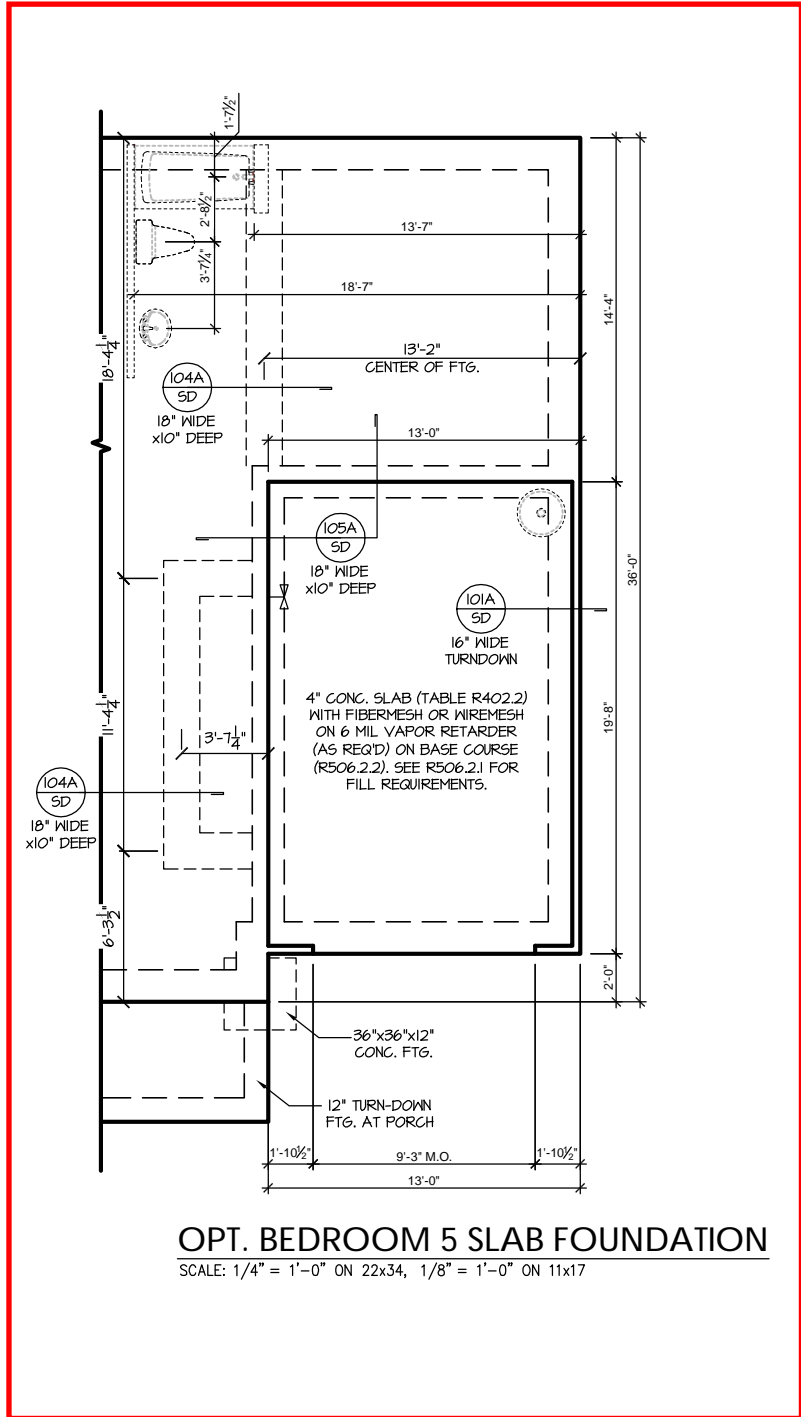 1'-7½"
2'-8½"
3'-7¼"
13'-7"
18'-7"
14'-4"
18'-4¼"
13'-2"
CENTER OF FTG.
104A
SD
18" WIDE
x10" DEEP
13'-0"
105A
SD
18" WIDE
x10" DEEP
36'-0"
101A
SD
16" WIDE
TURNDOWN
4" CONC. SLAB (TABLE R402.2)
WITH FIBERMESH OR WIREMESH
ON 6 MIL VAPOR RETARDER
(AS REQ'D) ON BASE COURSE
(R506.2.2). SEE R506.2.1 FOR
FILL REQUIREMENTS.
19'-8"
11'-4¼"
3'-7¼"
104A
SD
18" WIDE
x10" DEEP
6'-3½"
2'-0"
36"x36"x12"
CONC. FTG.
12" TURN-DOWN
FTG. AT PORCH
1'-10½"
9'-3" M.O.
1'-10½"
13'-0"
OPT. BEDROOM 5 SLAB FOUNDATION
SCALE: 1/4" = 1'-0" ON 22x34, 1/8" = 1'-0" ON 11x17